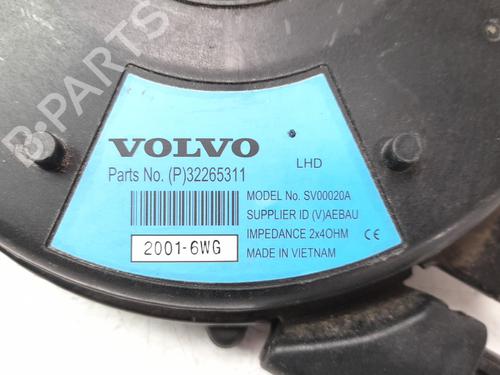 B-PARTS
VOLVO
LHD
Parts No. (P)32265311
MODEL No. SV00020A
SUPPLIER ID (V)AEBAU
IMPEDANCE 2x4OHM CE
2001-6WG
MADE IN VIETNAM
B-PARTS